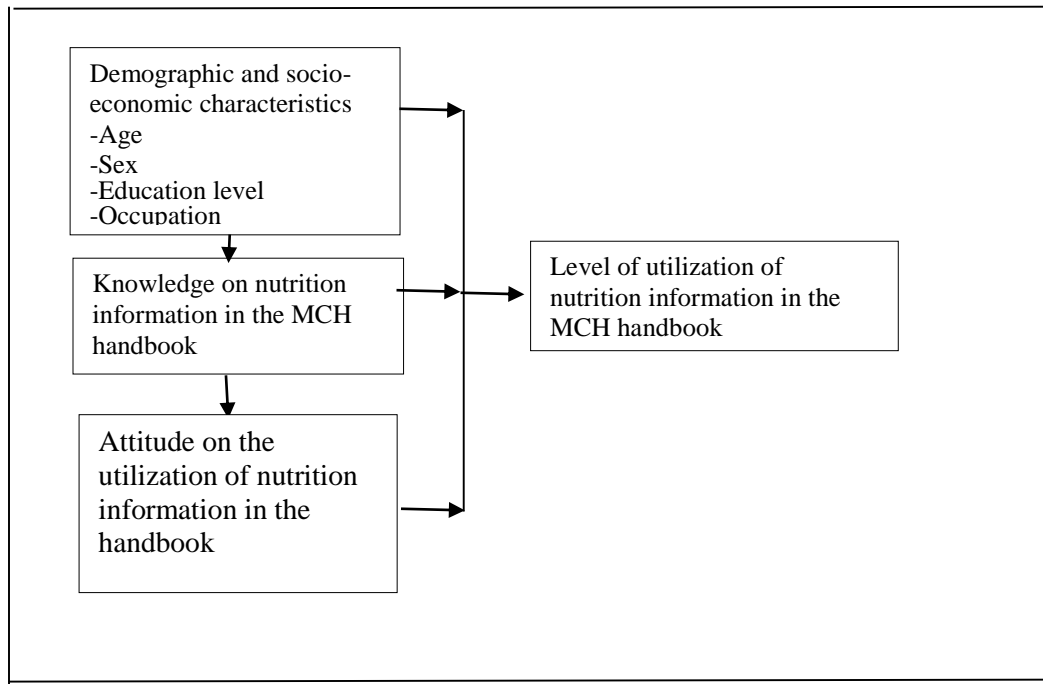 Demographic and socio-
economic characteristics
-Age
-Sex
-Education level
-Occupation
Knowledge on nutrition
information in the MCH
handbook
Attitude on the
utilization of nutrition
information in the
handbook
Level of utilization of
nutrition information in the
MCH handbook